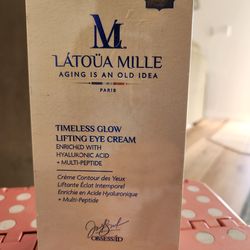 M
LÁTOÜA MILLE
AGING IS AN OLD IDEA
PARIS
TIMELESS GLOW
LIFTING EYE CREAM
ENRICHED WITH
HYALURONIC ACID
+ MULTI-PEPTIDE
Crème Contour des Yeux
Liftante Éclat Intemporel
Enrichie en Acide Hyaluronique
+ Multi-Peptide
OBSESSÌD